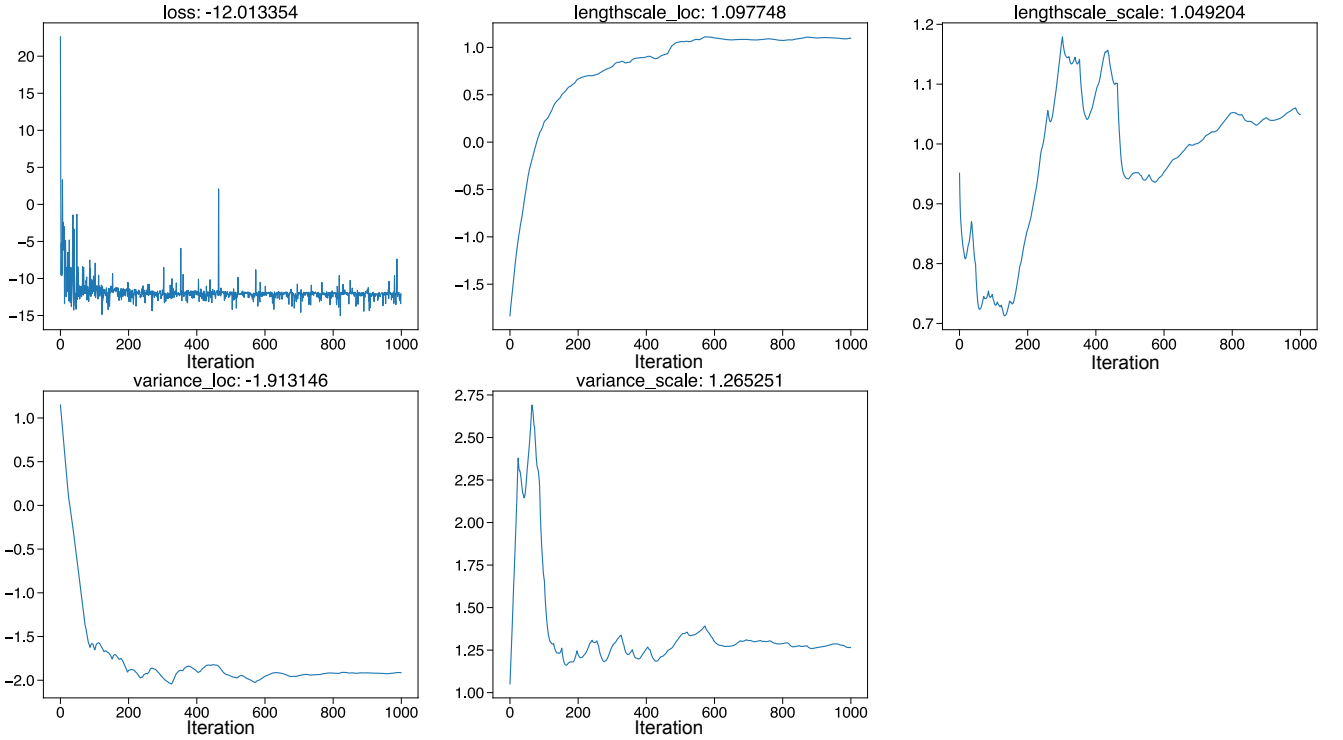 loss: -12.013354
20
15
10
5
0
−5
−10
−15
0 200 400 600 800 1000
Iteration
lengthscale_loc: 1.097748
1.0
0.5
0.0
−0.5
−1.0
−1.5
0 200 400 600 800 1000
Iteration
lengthscale_scale: 1.049204
1.2
1.1
1.0
0.9
0.8
0.7
0 200 400 600 800 1000
Iteration
variance_loc: -1.913146
1.0
0.5
0.0
−0.5
−1.0
−1.5
−2.0
0 200 400 600 800 1000
Iteration
variance_scale: 1.265251
2.75
2.50
2.25
2.00
1.75
1.50
1.25
1.00
0 200 400 600 800 1000
Iteration